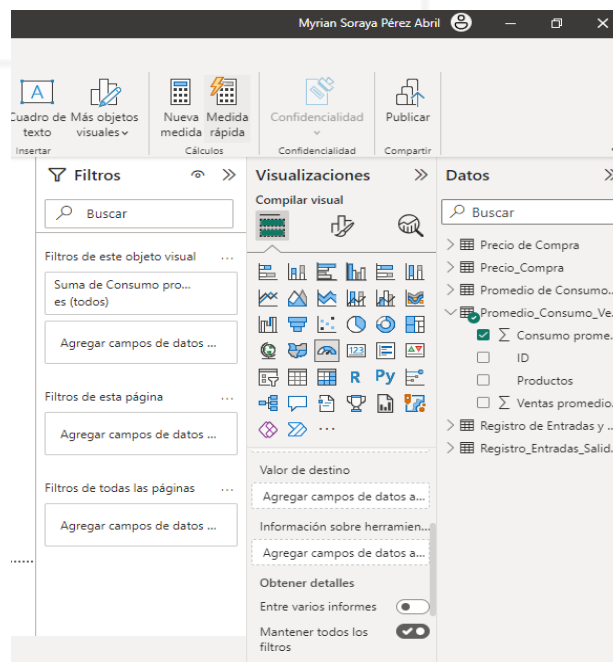 Myrian Soraya Pérez Abril
A
Cuadro de texto
Más objetos visuales
Nueva medida
Medida rápida
Confidencialidad
Publicar
Insertar
Cálculos
Confidencialidad
Compartir
Filtros
Buscar
Filtros de este objeto visual ...
Suma de Consumo pro...
es (todos)
Agregar campos de datos ...
Filtros de esta página ...
Agregar campos de datos ...
Filtros de todas las páginas ...
Agregar campos de datos ...
Visualizaciones
Compilar visual
123
R
Py
...
Valor de destino
Agregar campos de datos a...
Información sobre herramien...
Agregar campos de datos a...
Obtener detalles
Entre varios informes
Mantener todos los
filtros
Datos
Buscar
Precio de Compra
Precio_Compra
Promedio de Consumo...
Promedio_Consumo_Ve...
Σ Consumo prome...
ID
Productos
Σ Ventas promedio...
Registro de Entradas y ...
Registro_Entradas_Salid...